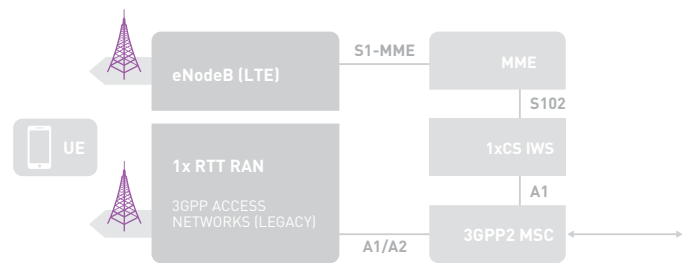 S1-MME
eNodeB (LTE)
MME
S102
UE
1x RTT RAN
1xCS IWS
3GPP ACCESS
NETWORKS (LEGACY)
A1
A1/A2
3GPP2 MSC